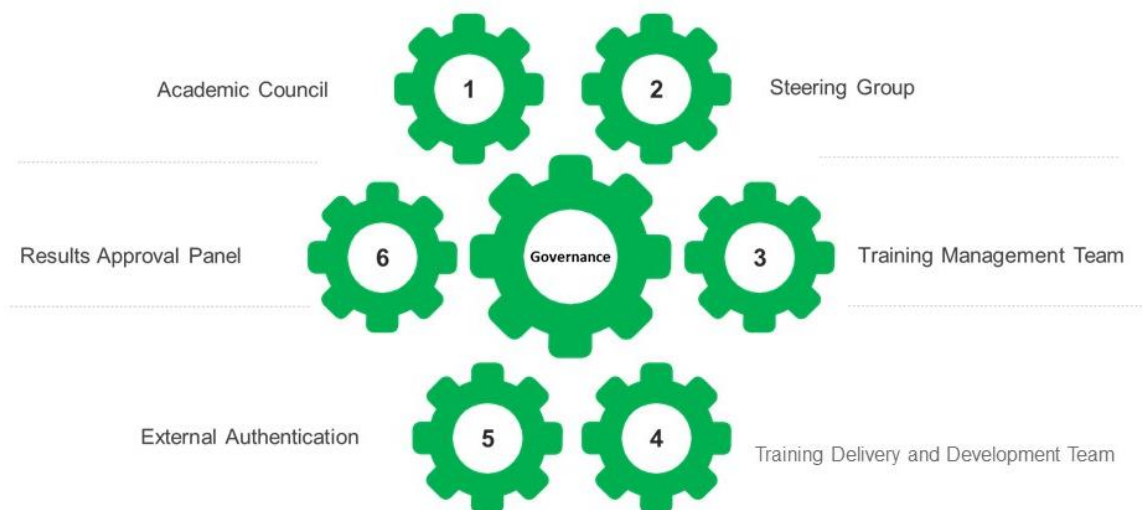 Academic Council
1
2
Steering Group
Results Approval Panel
6
Governance
3
Training Management Team
External Authentication
5
4
Training Delivery and Development Team